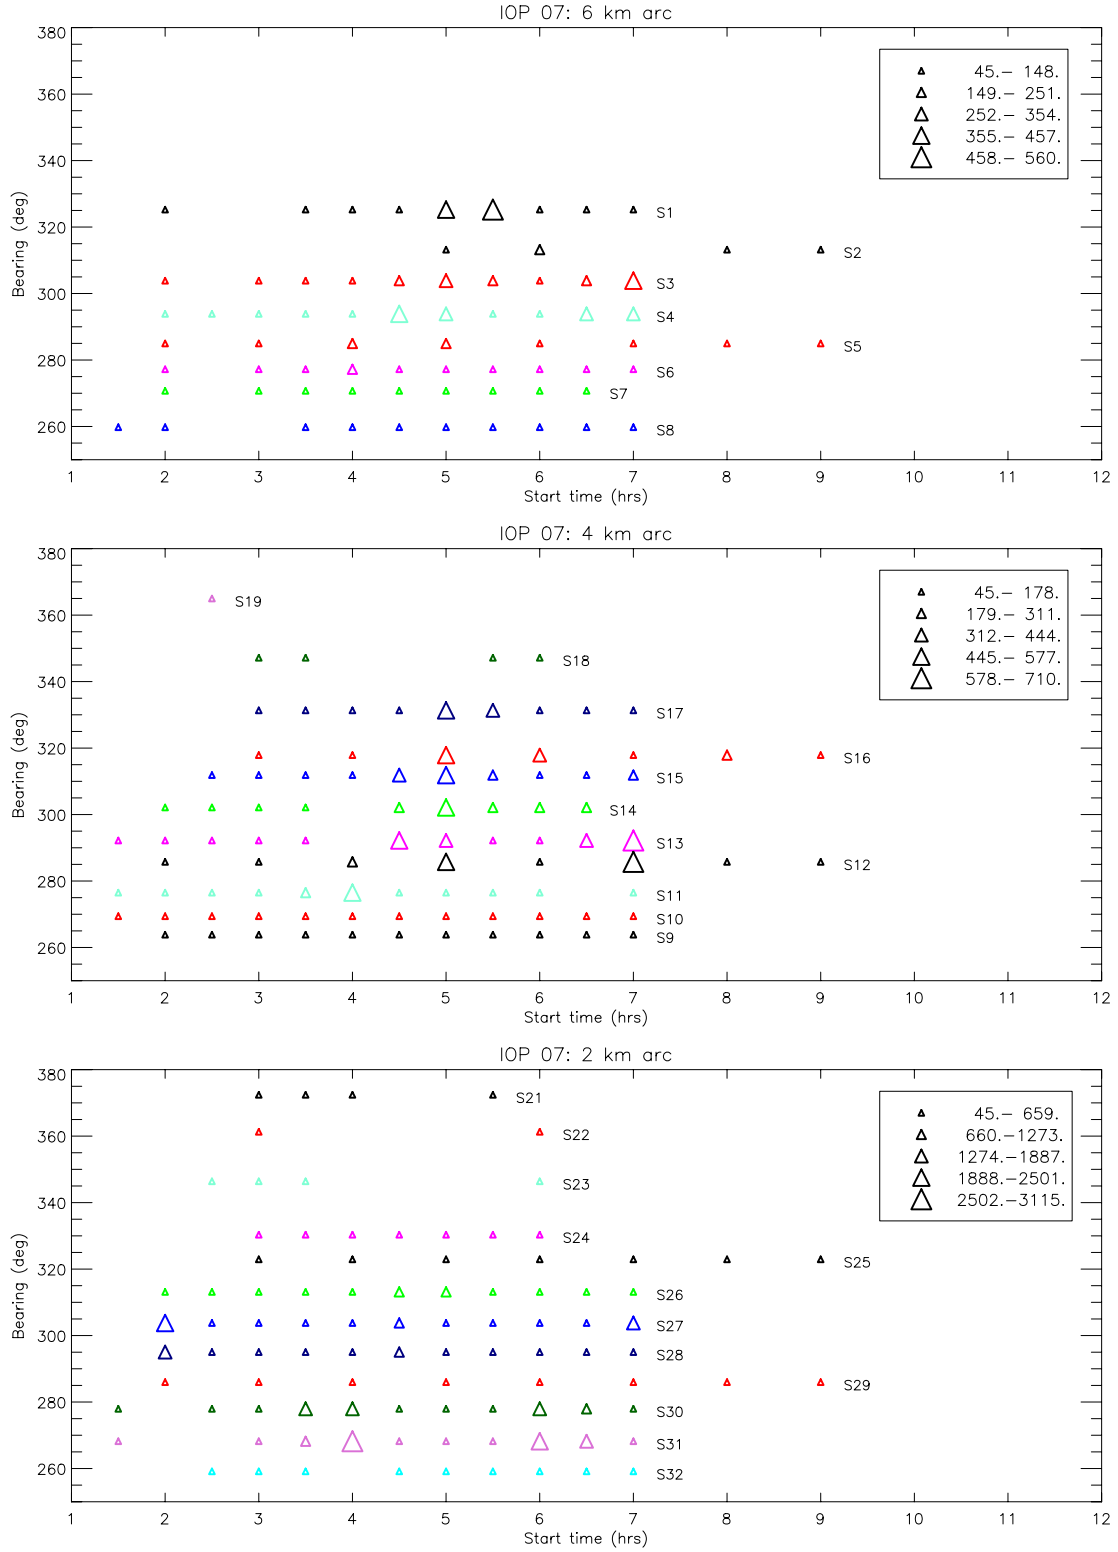 IOP 07: 6 km arc
380
360
340
320
300
280
260
Bearing (deg)
45.− 148.
149.− 251.
252.− 354.
355.− 457.
458.− 560.
S1
S2
S3
S4
S5
S6
S7
S8
1 2 3 4 5 6 7 8 9 10 11 12
Start time (hrs)
IOP 07: 4 km arc
380
360
340
320
300
280
260
Bearing (deg)
45.− 178.
179.− 311.
312.− 444.
445.− 577.
578.− 710.
S19
S18
S17
S16
S15
S14
S13
S12
S11
S10
S9
1 2 3 4 5 6 7 8 9 10 11 12
Start time (hrs)
IOP 07: 2 km arc
380
360
340
320
300
280
260
Bearing (deg)
45.− 659.
660.−1273.
1274.−1887.
1888.−2501.
2502.−3115.
S21
S22
S23
S24
S25
S26
S27
S28
S29
S30
S31
S32
1 2 3 4 5 6 7 8 9 10 11 12
Start time (hrs)